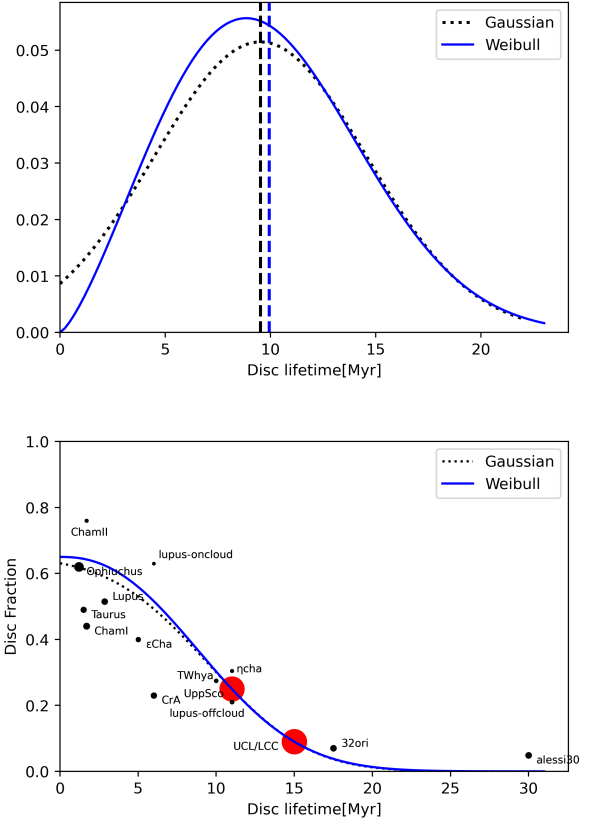 Gaussian
Weibull
0.05
0.04
0.03
0.02
0.01
0.00
0 5 10 15 20
Disc lifetime[Myr]
1.0
0.8
0.6
0.4
0.2
0.0
Disc Fraction
Gaussian
Weibull
ChamII
lupus-oncloud
Ophiuchus
Lupus
Taurus
ChamI
εCha
ηcha
TWhya
UppSco
CrA
lupus-offcloud
UCL/LCC
32ori
alessi30
0 5 10 15 20 25 30
Disc lifetime[Myr]